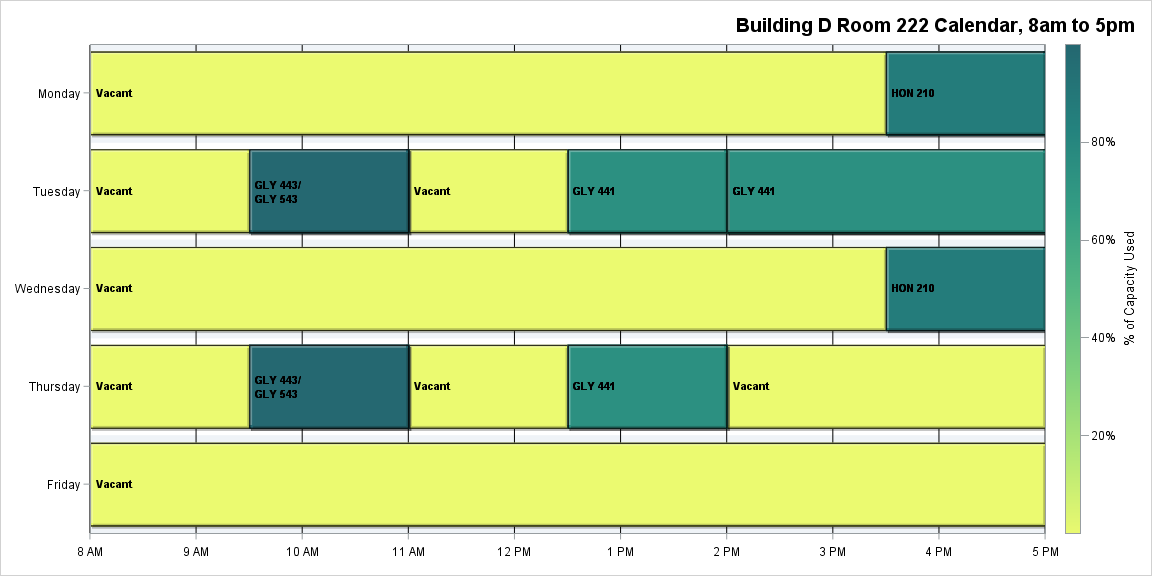 Building D Room 222 Calendar, 8am to 5pm
Monday
Vacant
HON 210
Tuesday
Vacant
GLY 443/
GLY 543
Vacant
GLY 441
GLY 441
Wednesday
Vacant
HON 210
Thursday
Vacant
GLY 443/
GLY 543
Vacant
GLY 441
Vacant
Friday
Vacant
8 AM
9 AM
10 AM
11 AM
12 PM
1 PM
2 PM
3 PM
4 PM
5 PM
80%
60%
40%
20%
% of Capacity Used